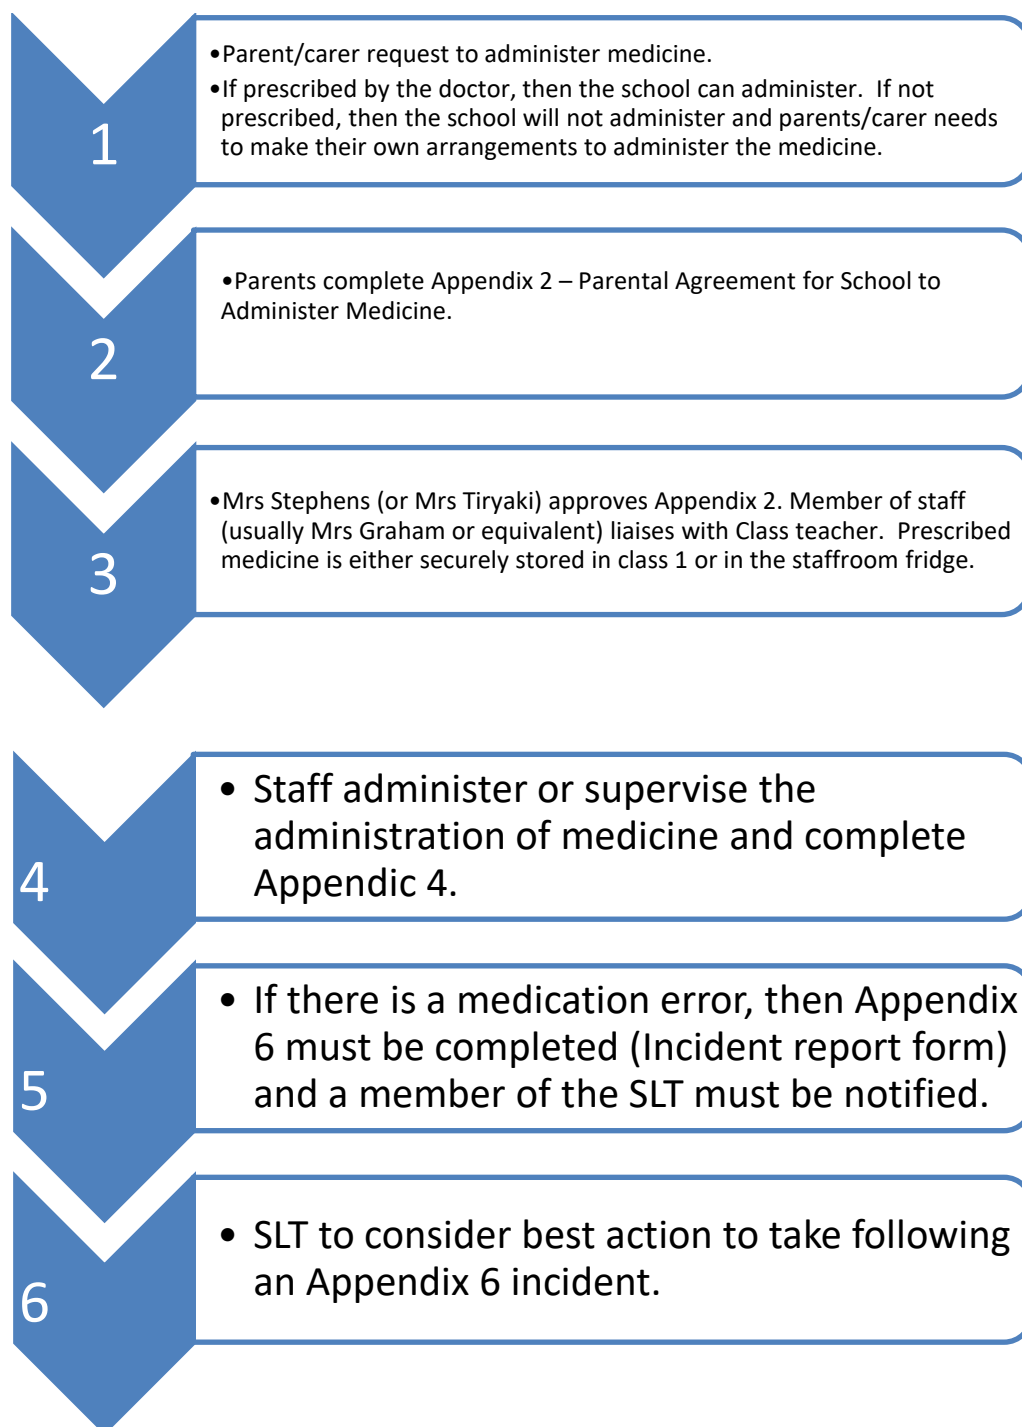 •Parent/carer request to administer medicine.
•If prescribed by the doctor, then the school can administer.  If not
prescribed, then the school will not administer and parents/carer needs
to make their own arrangements to administer the medicine.
1
•Parents complete Appendix 2 – Parental Agreement for School to
Administer Medicine.
2
•Mrs Stephens (or Mrs Tiryaki) approves Appendix 2. Member of staff
(usually Mrs Graham or equivalent) liaises with Class teacher.  Prescribed
medicine is either securely stored in class 1 or in the staffroom fridge.
3
• Staff administer or supervise the
administration of medicine and complete
Appendic 4.
4
• If there is a medication error, then Appendix
6 must be completed (Incident report form)
and a member of the SLT must be notified.
5
• SLT to consider best action to take following
an Appendix 6 incident.
6